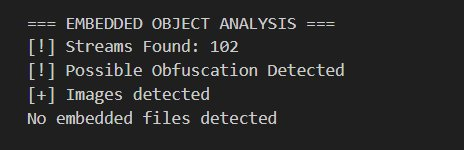 === EMBEDDED OBJECT ANALYSIS ===
[!] Streams Found: 102
[!] Possible Obfuscation Detected
[+] Images detected
No embedded files detected